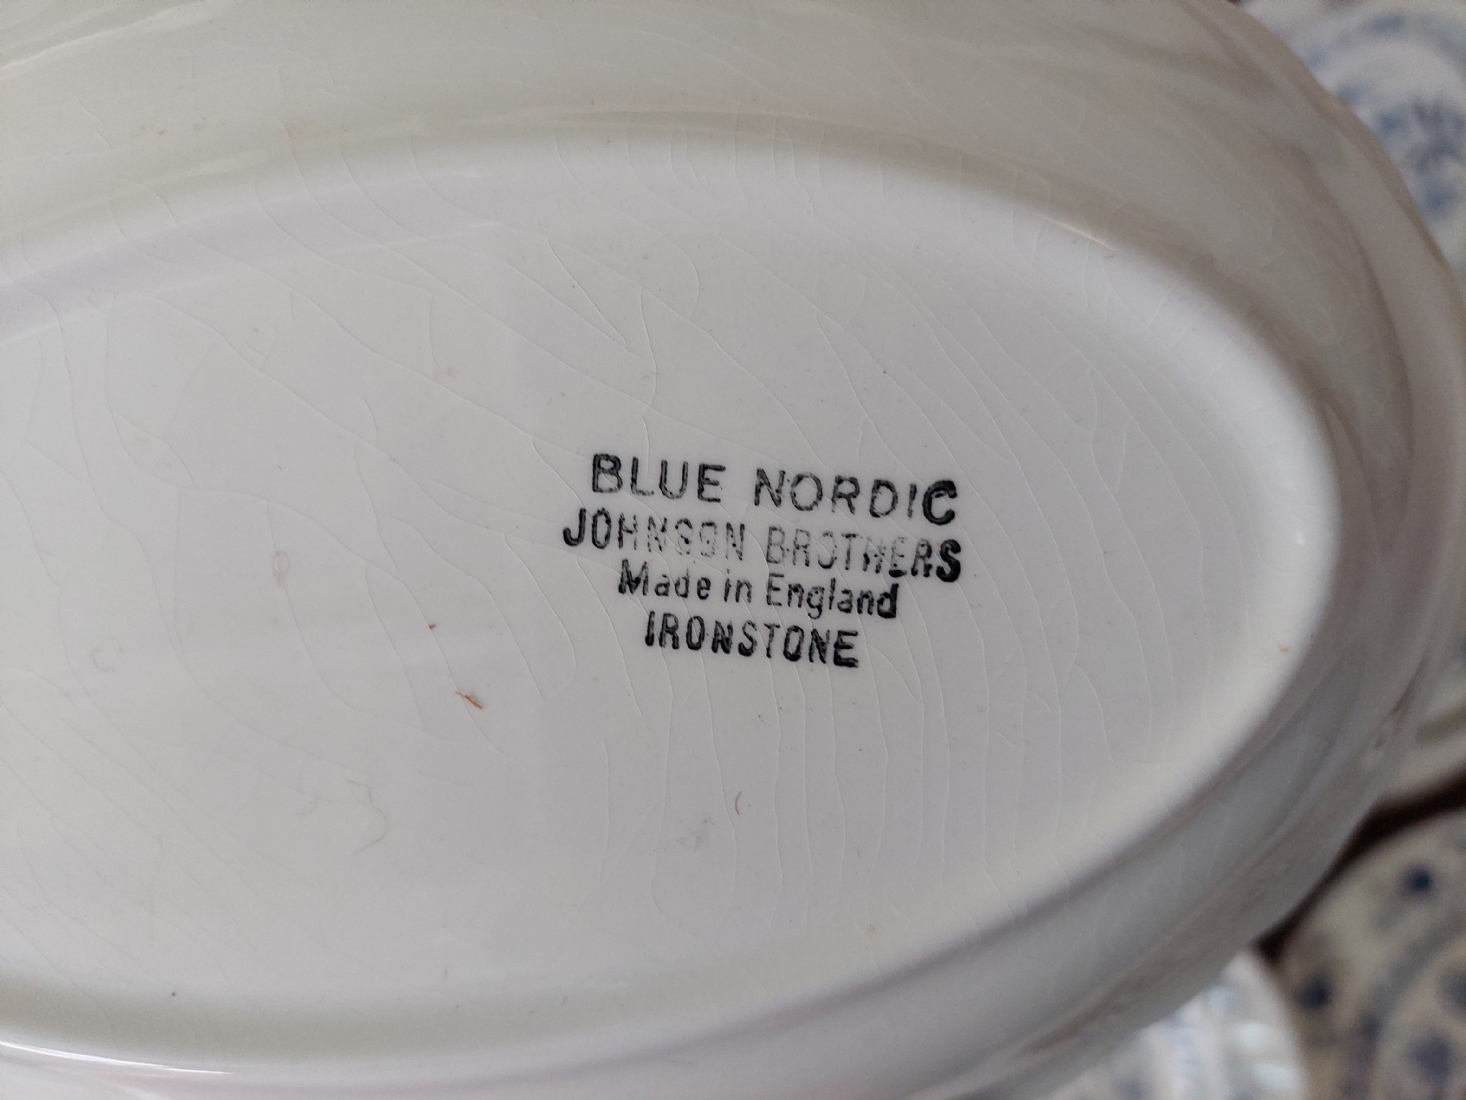 BLUE NORDIC
JOHNSON BROTHERS
Made in England
IRONSTONE